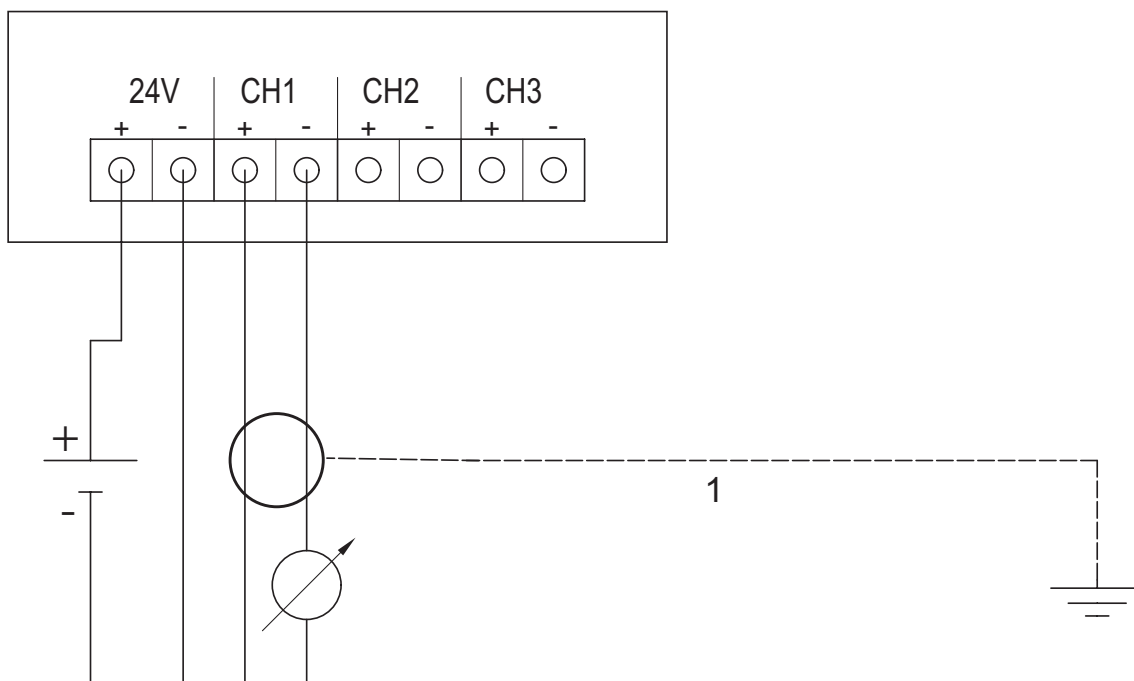 24V CH1 CH2 CH3
+ - + - + - + -
+
-
1